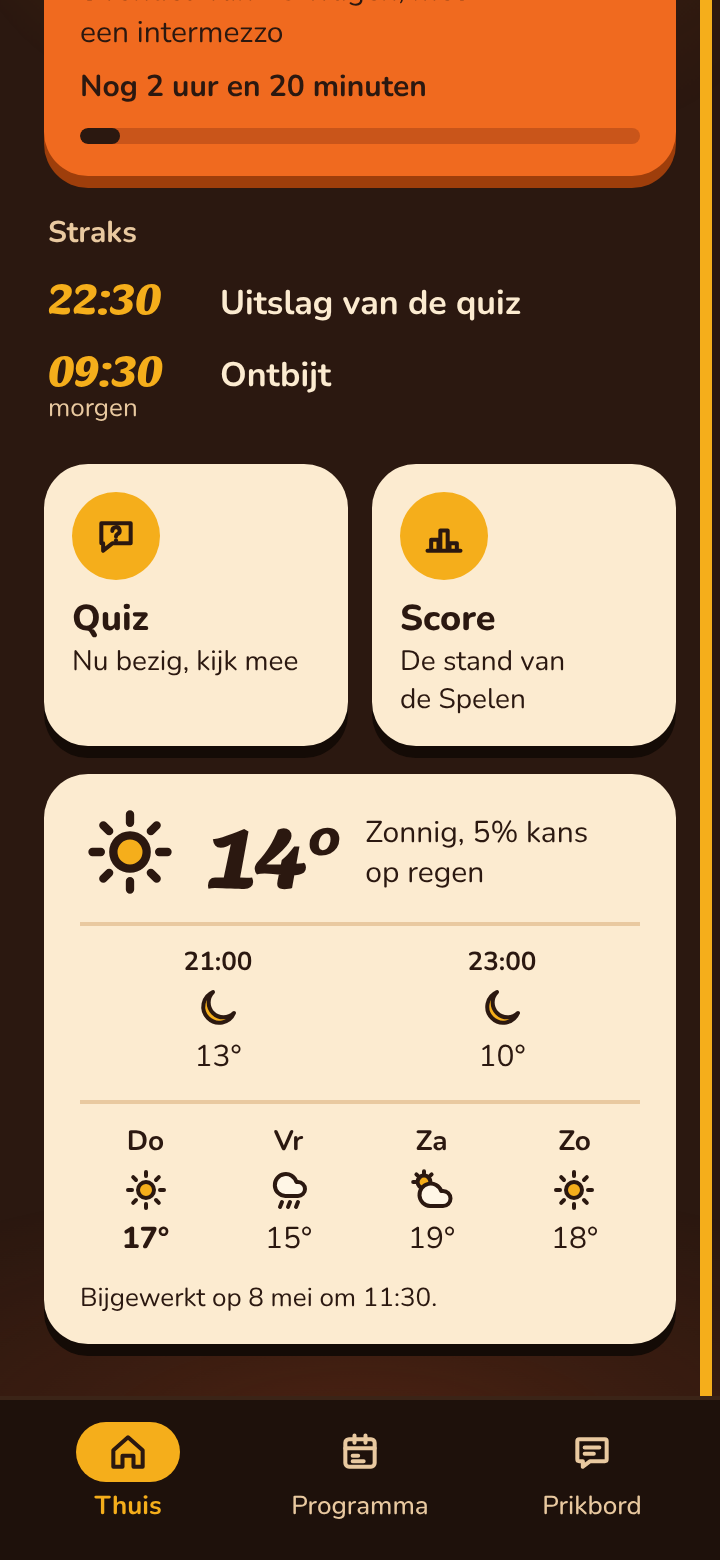 een intermezzo
Nog 2 uur en 20 minuten
Straks
22:30 Uitslag van de quiz
09:30 Ontbijt
morgen
Quiz
Nu bezig, kijk mee
Score
De stand van
de Spelen
14°
Zonnig, 5% kans
op regen
21:00 23:00
13° 10°
Do Vr Za Zo
17° 15° 19° 18°
Bijgewerkt op 8 mei om 11:30.
Thuis Programma Prikbord